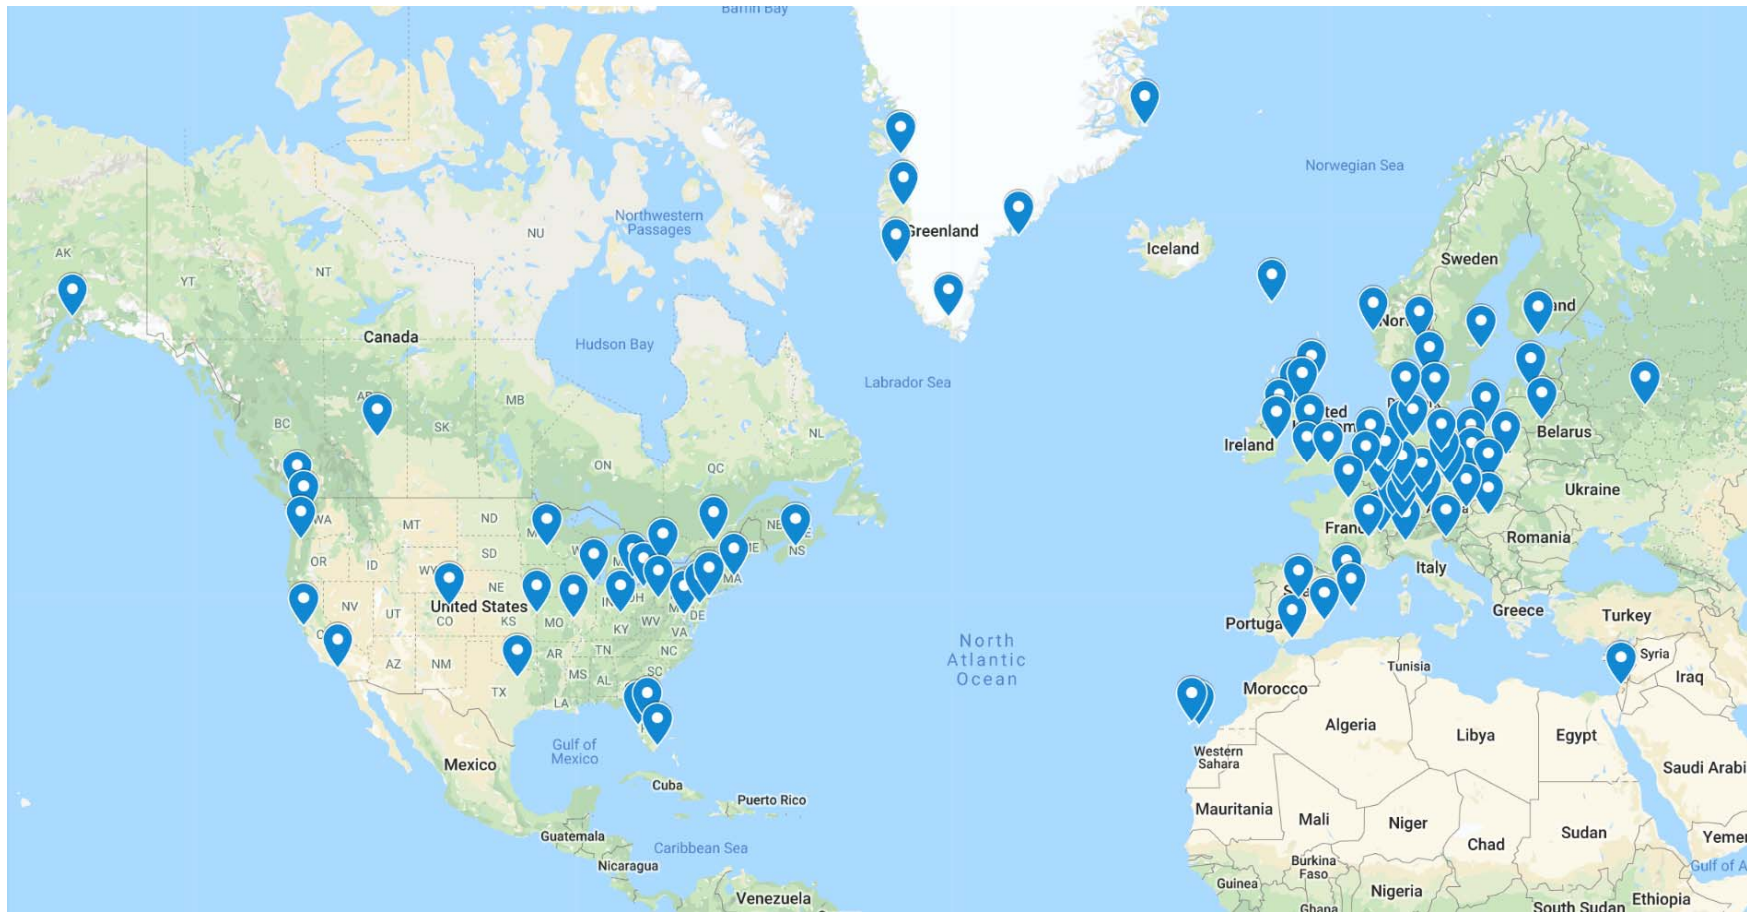 Baffin Bay
Norwegian Sea
Northwestern
Passages
NU
Greenland
Iceland
AK
NT
YT
Sweden
Canada
Hudson Bay
Labrador Sea
BC
SK
MB
NL
Ireland
Belarus
ON
QC
Ukraine
WA
MT
ND
NS
Romania
OR
ID
SD
WY
NE
MA
Italy
NV
UT
CO
United States
KS
MO
KY
WV
VA
DE
Greece
Turkey
Portuga
North
Atlantic
Ocean
AZ
NM
AR
TN
NC
SC
MS
AL
TX
LA
Tunisia
Syria
Iraq
Morocco
Algeria
Libya
Egypt
Western
Sahara
Gulf of
Mexico
Mexico
Cuba
Puerto Rico
Saudi Arabi
Mauritania
Mali
Niger
Chad
Sudan
Yemen
Guatemala
Caribbean Sea
Nicaragua
Burkina
Faso
Gulf of A
Guinea
Nigeria
Venezuela
Ghana
South Sudan
Ethiopia